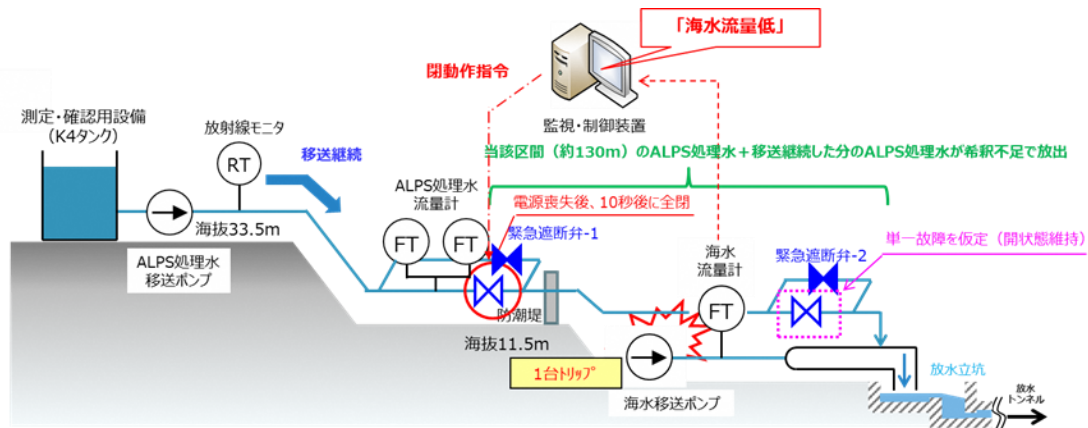 「海水流量低」
閉動作指令
測定・確認用設備
(K4タンク)
放射線モニタ
監視・制御装置
移送継続
当該区間(約130m)のALPS処理水+移送継続した分のALPS処理水が希釈不足で放出
RT
ALPS処理水
流量計
電源喪失後、10秒後に全閉
海抜33.5m
FT
FT
緊急遮断弁-1
海水
流量計
緊急遮断弁-2
単一故障を仮定(開状態維持)
ALPS処理水
移送ポンプ
防潮堤
FT
海抜11.5m
1台トリップ
海水移送ポンプ
放水立坑
放水
トンネル